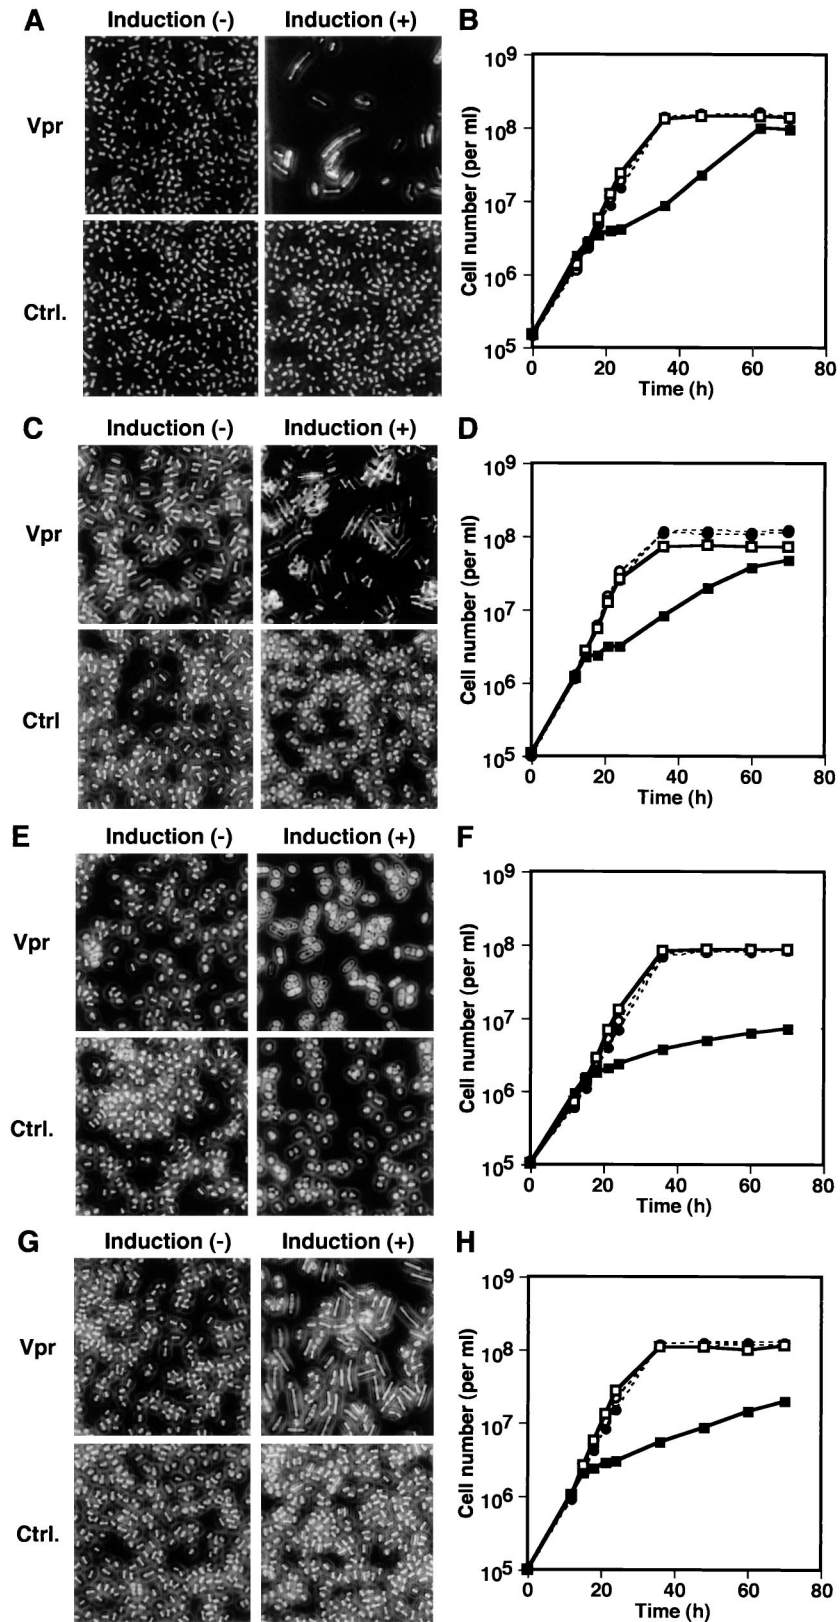 A Induction (-) Induction (+) B
Vpr
Ctrl.
Cell number (per ml)
10⁹
10⁸
10⁷
10⁶
10⁵
0 20 40 60 80
Time (h)
C Induction (-) Induction (+) D
Vpr
Ctrl
Cell number (per ml)
10⁹
10⁸
10⁷
10⁶
10⁵
0 20 40 60 80
Time (h)
E Induction (-) Induction (+) F
Vpr
Ctrl.
Cell number (per ml)
10⁹
10⁸
10⁷
10⁶
10⁵
0 20 40 60 80
Time (h)
G Induction (-) Induction (+) H
Vpr
Ctrl.
Cell number (per ml)
10⁹
10⁸
10⁷
10⁶
10⁵
0 20 40 60 80
Time (h)